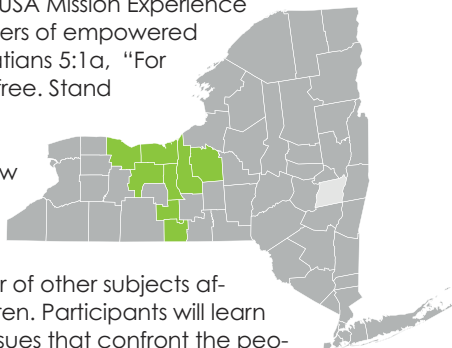 USA Mission Experience
ers of empowered
tians 5:1a, “For
free. Stand
w
r of other subjects af-
ren. Participants will learn
sues that confront the peo-